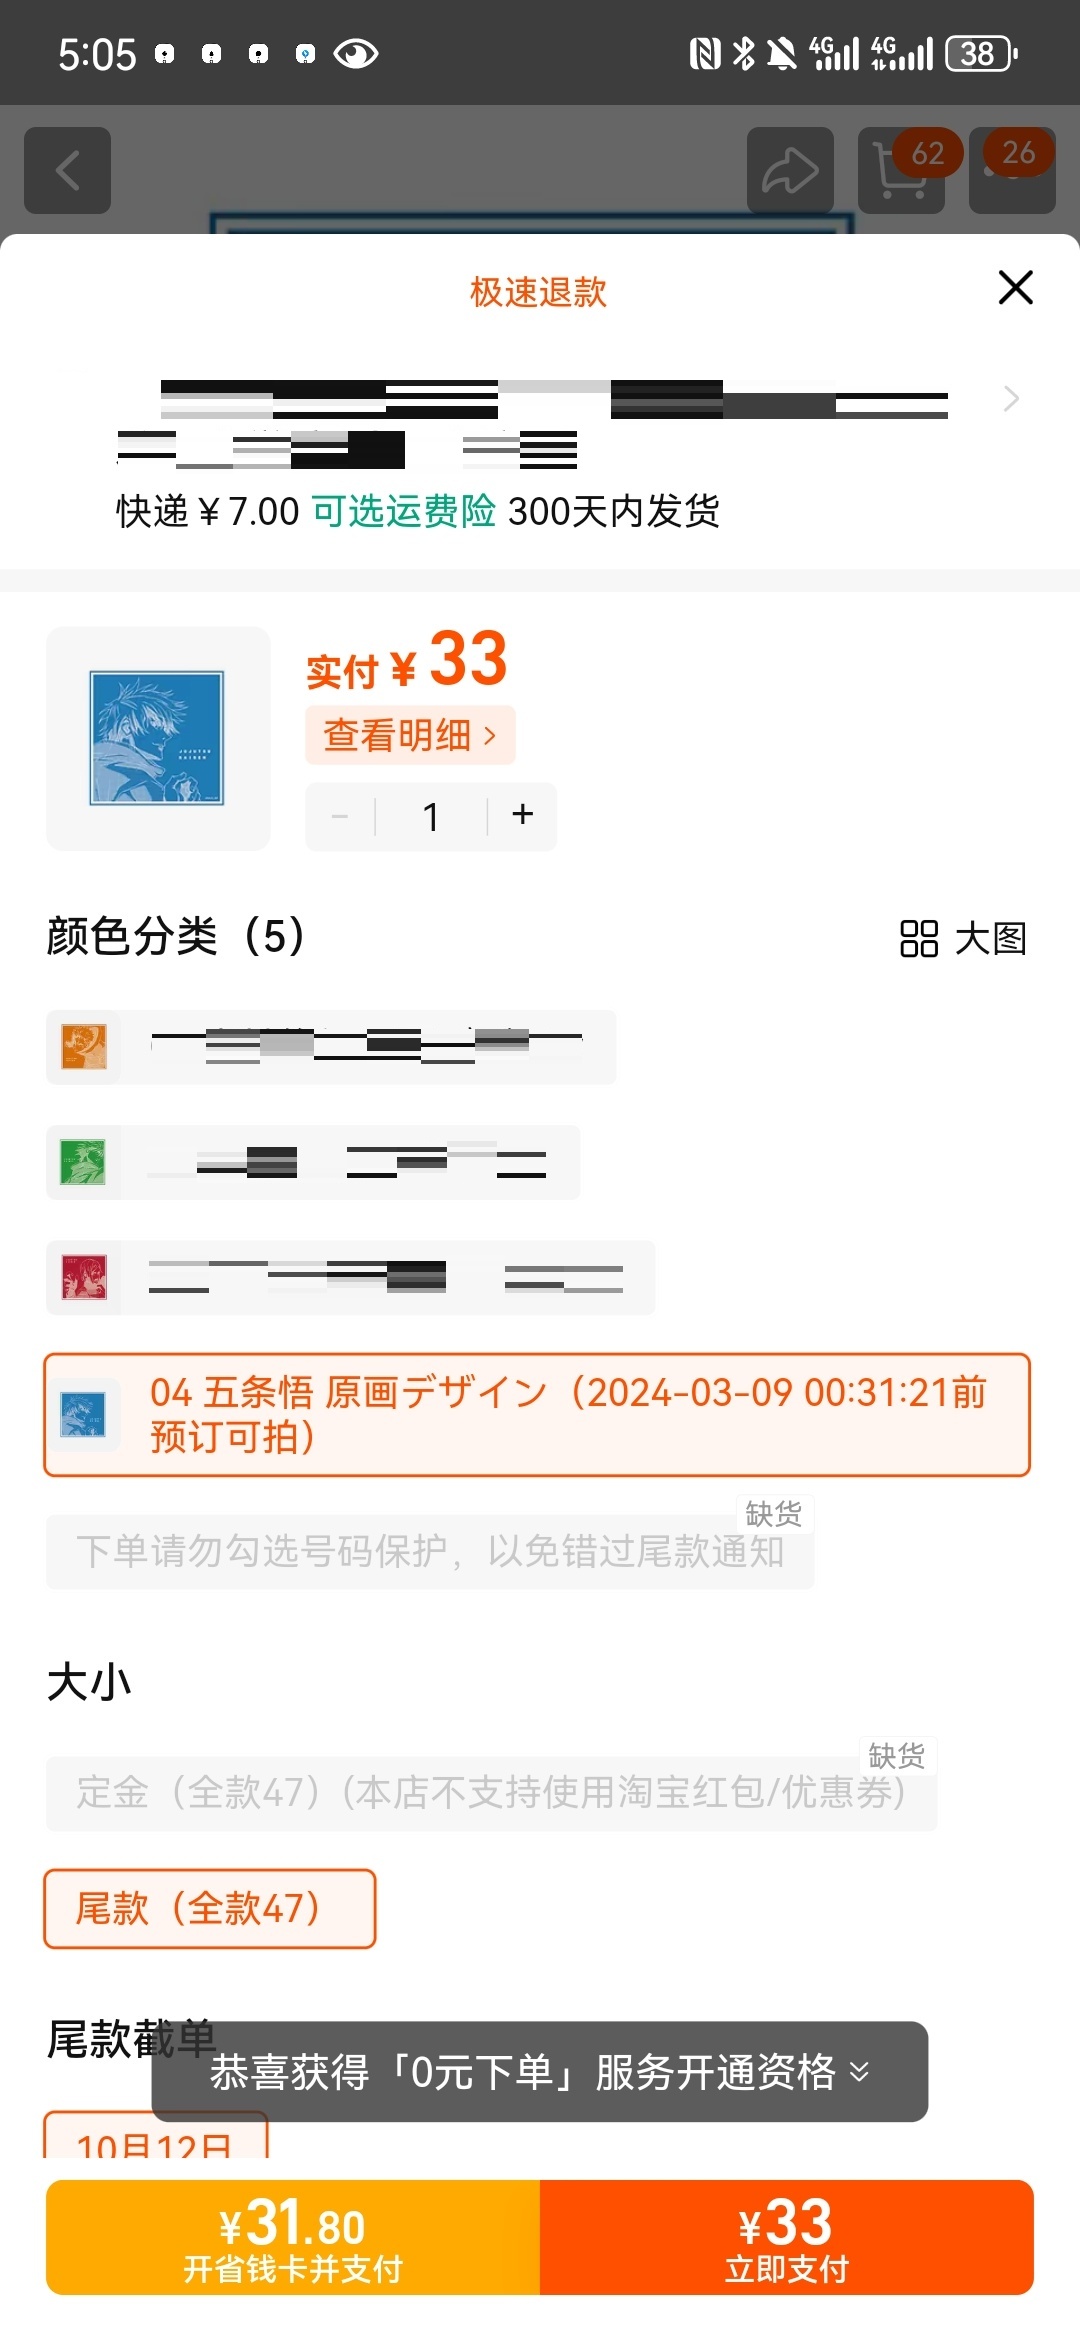 5:05
4G
4G
38
62
26
极速退款
快递￥7.00 可选运费险 300天内发货
实付￥33
查看明细
1
颜色分类（5）
大图
04 五条悟 原画デザイン（2024-03-09 00:31:21前
预订可拍）
缺货
下单请勿勾选号码保护，以免错过尾款通知
大小
缺货
定金（全款47）(本店不支持使用淘宝红包/优惠券)
尾款（全款47）
尾款截单
恭喜获得「0元下单」服务开通资格
10月12日
￥31.80
开省钱卡并支付
￥33
立即支付